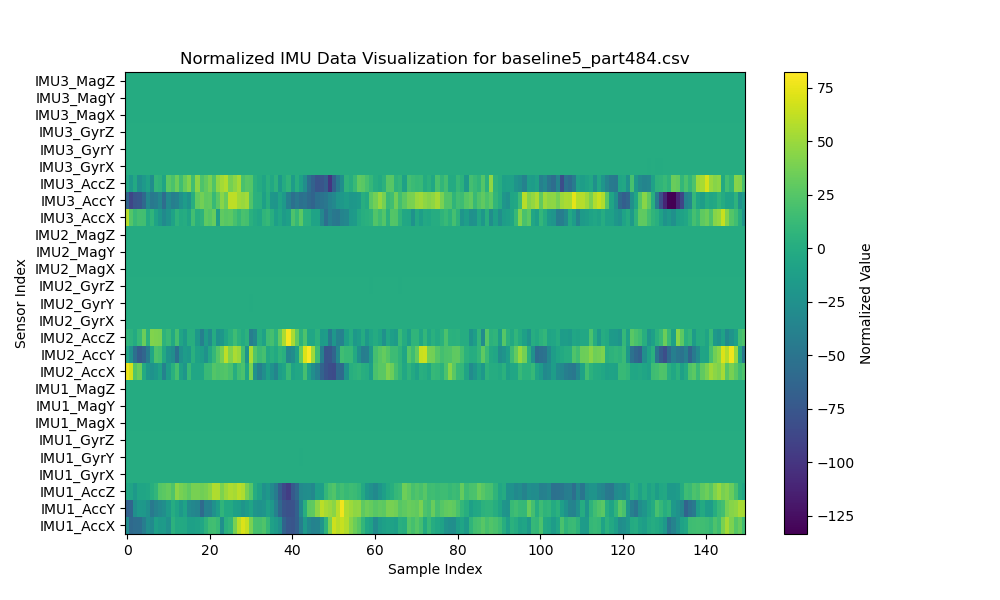 Normalized IMU Data Visualization for baseline5_part484.csv
IMU3_MagZ
IMU3_MagY
IMU3_MagX
IMU3_GyrZ
IMU3_GyrY
IMU3_GyrX
IMU3_AccZ
IMU3_AccY
IMU3_AccX
IMU2_MagZ
IMU2_MagY
IMU2_MagX
IMU2_GyrZ
IMU2_GyrY
IMU2_GyrX
IMU2_AccZ
IMU2_AccY
IMU2_AccX
IMU1_MagZ
IMU1_MagY
IMU1_MagX
IMU1_GyrZ
IMU1_GyrY
IMU1_GyrX
IMU1_AccZ
IMU1_AccY
IMU1_AccX
Sensor Index
0 20 40 60 80 100 120 140
Sample Index
75
50
25
0
−25
−50
−75
−100
−125
Normalized Value